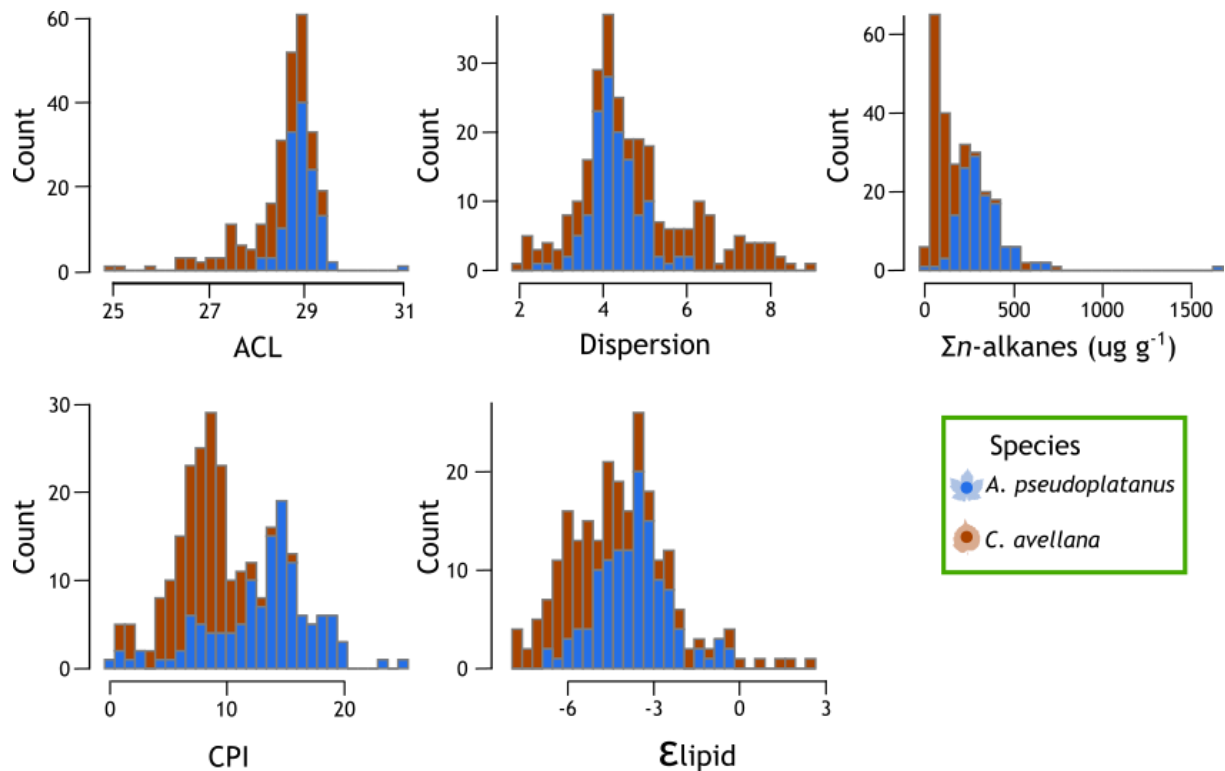 60
40
20
0
Count
25 27 29 31
ACL
30
20
10
0
Count
2 4 6 8
Dispersion
60
40
20
0
Count
0 500 1000 1500
Σn-alkanes (ug g⁻¹)
30
20
10
0
Count
0 10 20
CPI
20
10
0
Count
-6 -3 0 3
εlipid
Species
A. pseudoplatanus
C. avellana